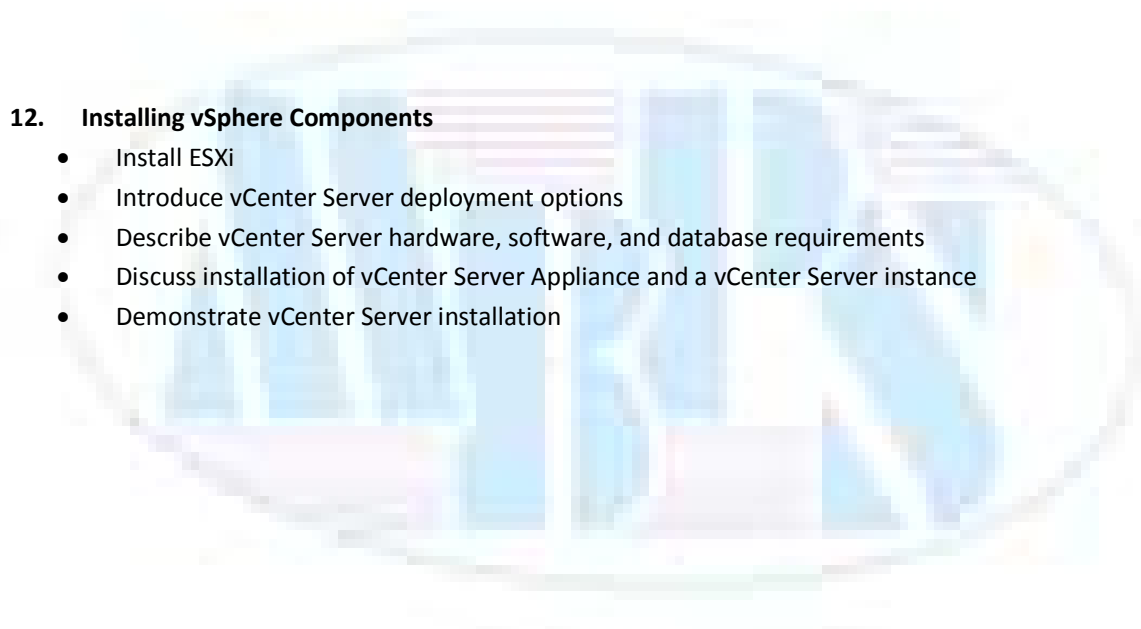 12. Installing vSphere Components
• Install ESXi
• Introduce vCenter Server deployment options
• Describe vCenter Server hardware, software, and database requirements
• Discuss installation of vCenter Server Appliance and a vCenter Server instance
• Demonstrate vCenter Server installation